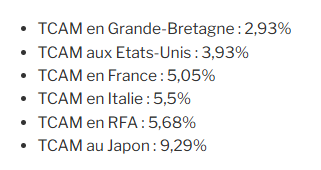 • TCAM en Grande-Bretagne : 2,93%
• TCAM aux Etats-Unis : 3,93%
• TCAM en France : 5,05%
• TCAM en Italie : 5,5%
• TCAM en RFA : 5,68%
• TCAM au Japon : 9,29%